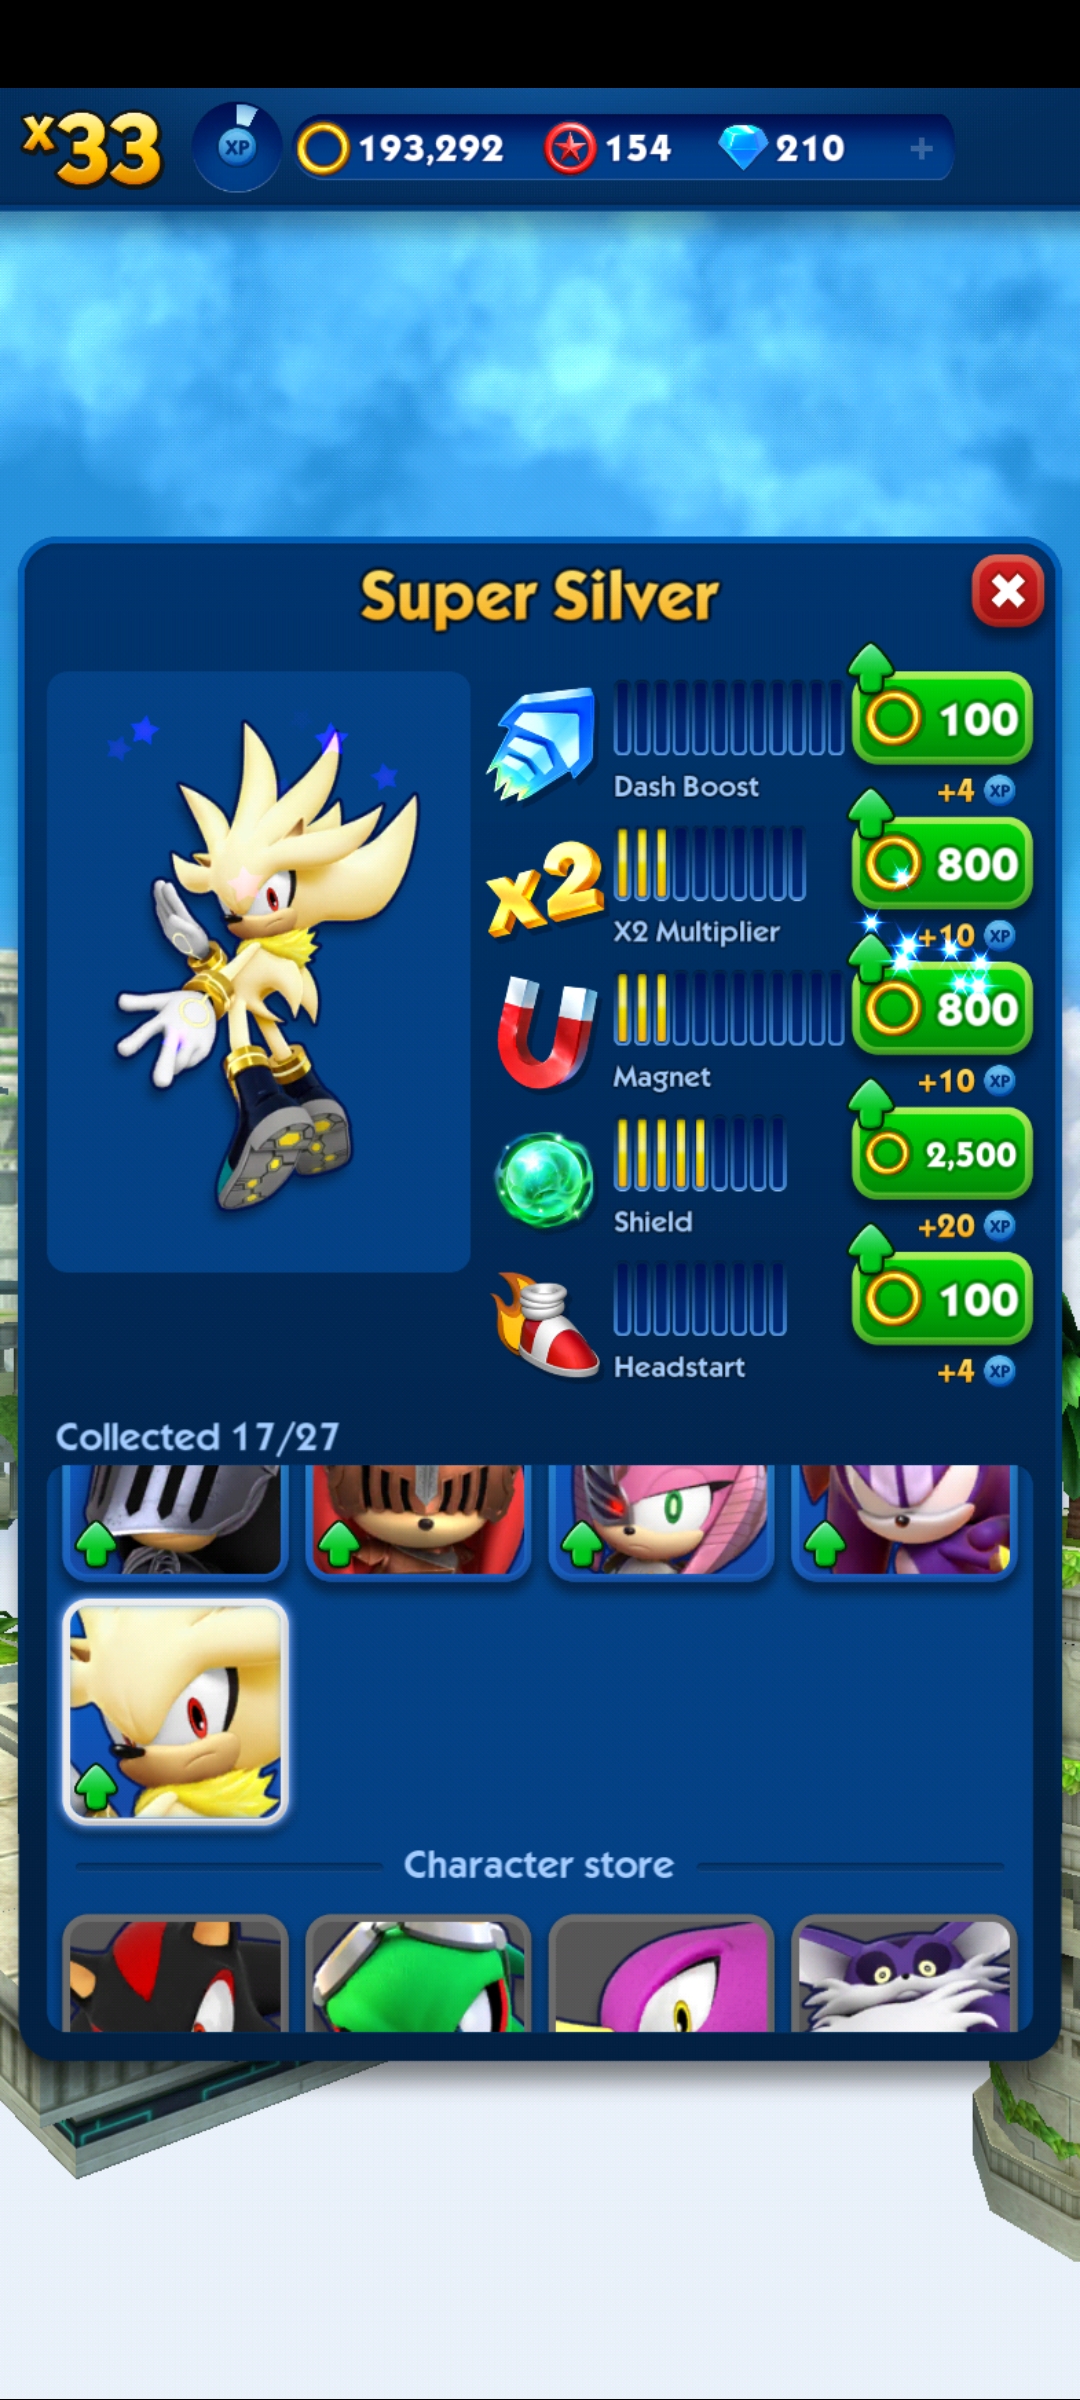 x33 XP 193,292 154 210 +
Super Silver
100
Dash Boost
+4 XP
x2
800
X2 Multiplier
+10 XP
800
Magnet
+10 XP
2,500
Shield
+20 XP
100
Headstart
+4 XP
Collected 17/27
Character store